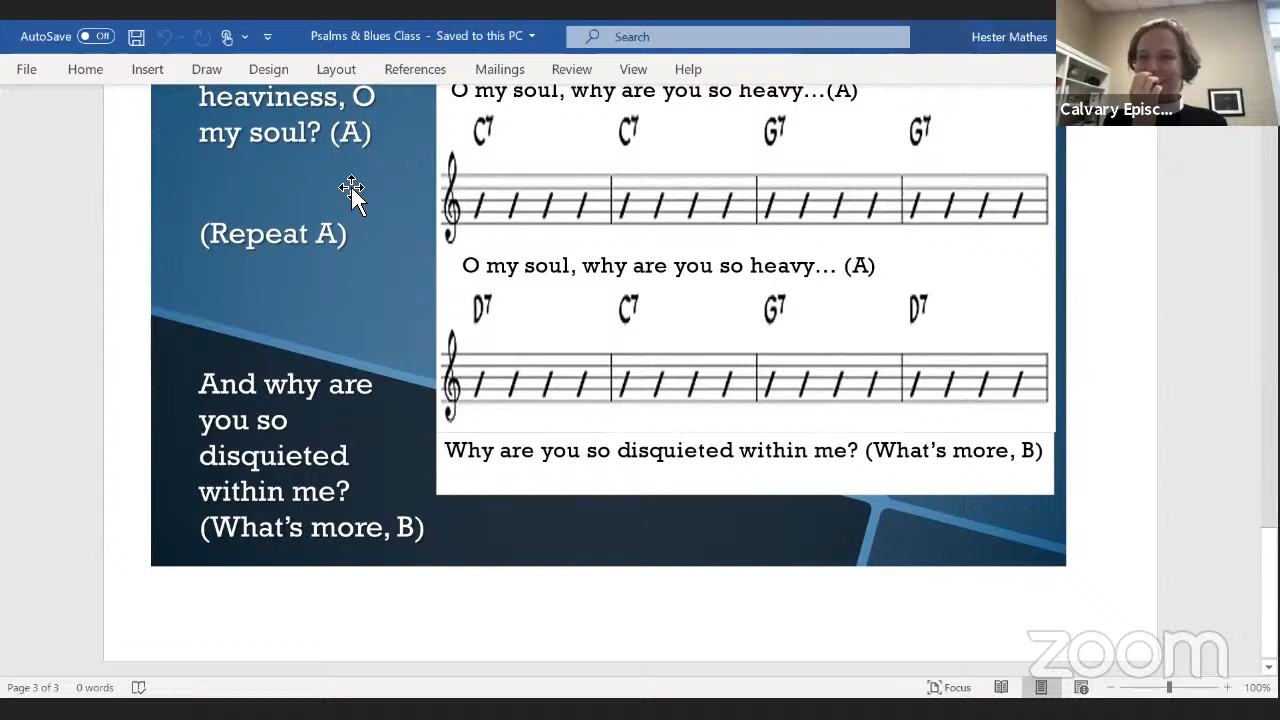 AutoSave Off
Psalms & Blues Class - Saved to this PC
Search
Hester Mathes
File Home Insert Draw Design Layout References Mailings Review View Help
Calvary Episc...
heaviness, O
my soul? (A)
(Repeat A)
And why are
you so
disquieted
within me?
(What's more, B)
O my soul, why are you so heavy...(A)
C7 C7 G7 G7
O my soul, why are you so heavy... (A)
D7 C7 G7 D7
Why are you so disquieted within me? (What's more, B)
zoom
Page 3 of 3 0 words
Focus
100%